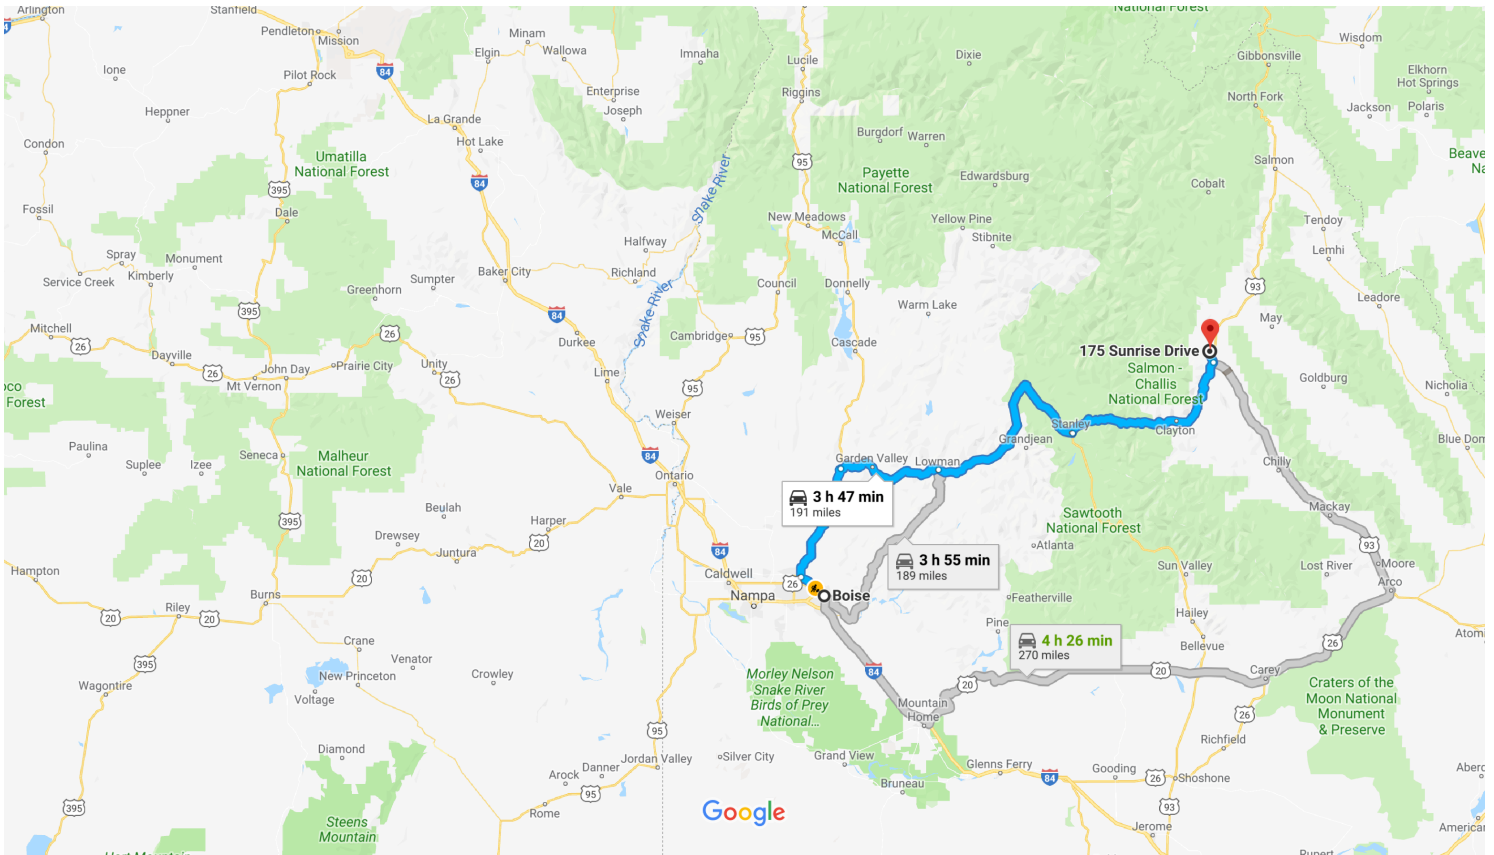 Arlington
Stanfield
National Forest
84
Pendleton
Mission
Minam
Wallowa
Elgin
Imnaha
Lucile
Dixie
Wisdom
Gibbonsville
Ione
Pilot Rock
84
Enterprise
Joseph
Riggins
North Fork
Elkhorn
Hot Springs
Jackson
Polaris
Heppner
La Grande
Hot Lake
Burgdorf
Warren
Condon
Umatilla
National Forest
95
Salmon
Beave
Na
395
84
Snake River
Payette
National Forest
Edwardsburg
Cobalt
Fossil
Dale
New Meadows
McCall
Yellow Pine
Stibnite
Tendoy
Lemhi
Spray
Monument
Halfway
Service Creek
Kimberly
Sumpter
Baker City
Richland
Council
Donnelly
Greenhorn
Snake River
Warm Lake
93
Leadore
395
84
May
Mitchell
26
26
Durkee
Cambridge
95
Cascade
175 Sunrise Drive
Dayville
26
John Day
Mt Vernon
Prairie City
Unity
26
Lime
95
Salmon -
Challis
National Forest
Goldburg
Nicholia
oco
Forest
Weiser
Stanley
Clayton
Grandjean
Paulina
Suplee
Izee
Seneca
Malheur
National Forest
84
Garden Valley
Lowman
Blue Dom
Chilly
Ontario
Vale
3 h 47 min
191 miles
Mackay
Beulah
Harper
Sawtooth
National Forest
395
Drewsey
20
Juntura
84
Atlanta
93
3 h 55 min
189 miles
Hampton
20
Caldwell
26
Nampa
Boise
Sun Valley
Lost River
Moore
Arco
Burns
Riley
20
20
Featherville
Hailey
Pine
Atomi
Crane
4 h 26 min
270 miles
26
Bellevue
395
Venator
New Princeton
Crowley
84
20
20
Carey
Wagontire
Voltage
Morley Nelson
Snake River
Birds of Prey
National...
Mountain
Home
Craters of the
Moon National
Monument
& Preserve
26
95
Richfield
Diamond
Jordan Valley
Silver City
Grand View
Glenns Ferry
Gooding
26
Shoshone
Aberc
Arock
Danner
84
Bruneau
395
95
Rome
93
Google
Steens
Mountain
Jerome
American
Rupert
Hart Mountain